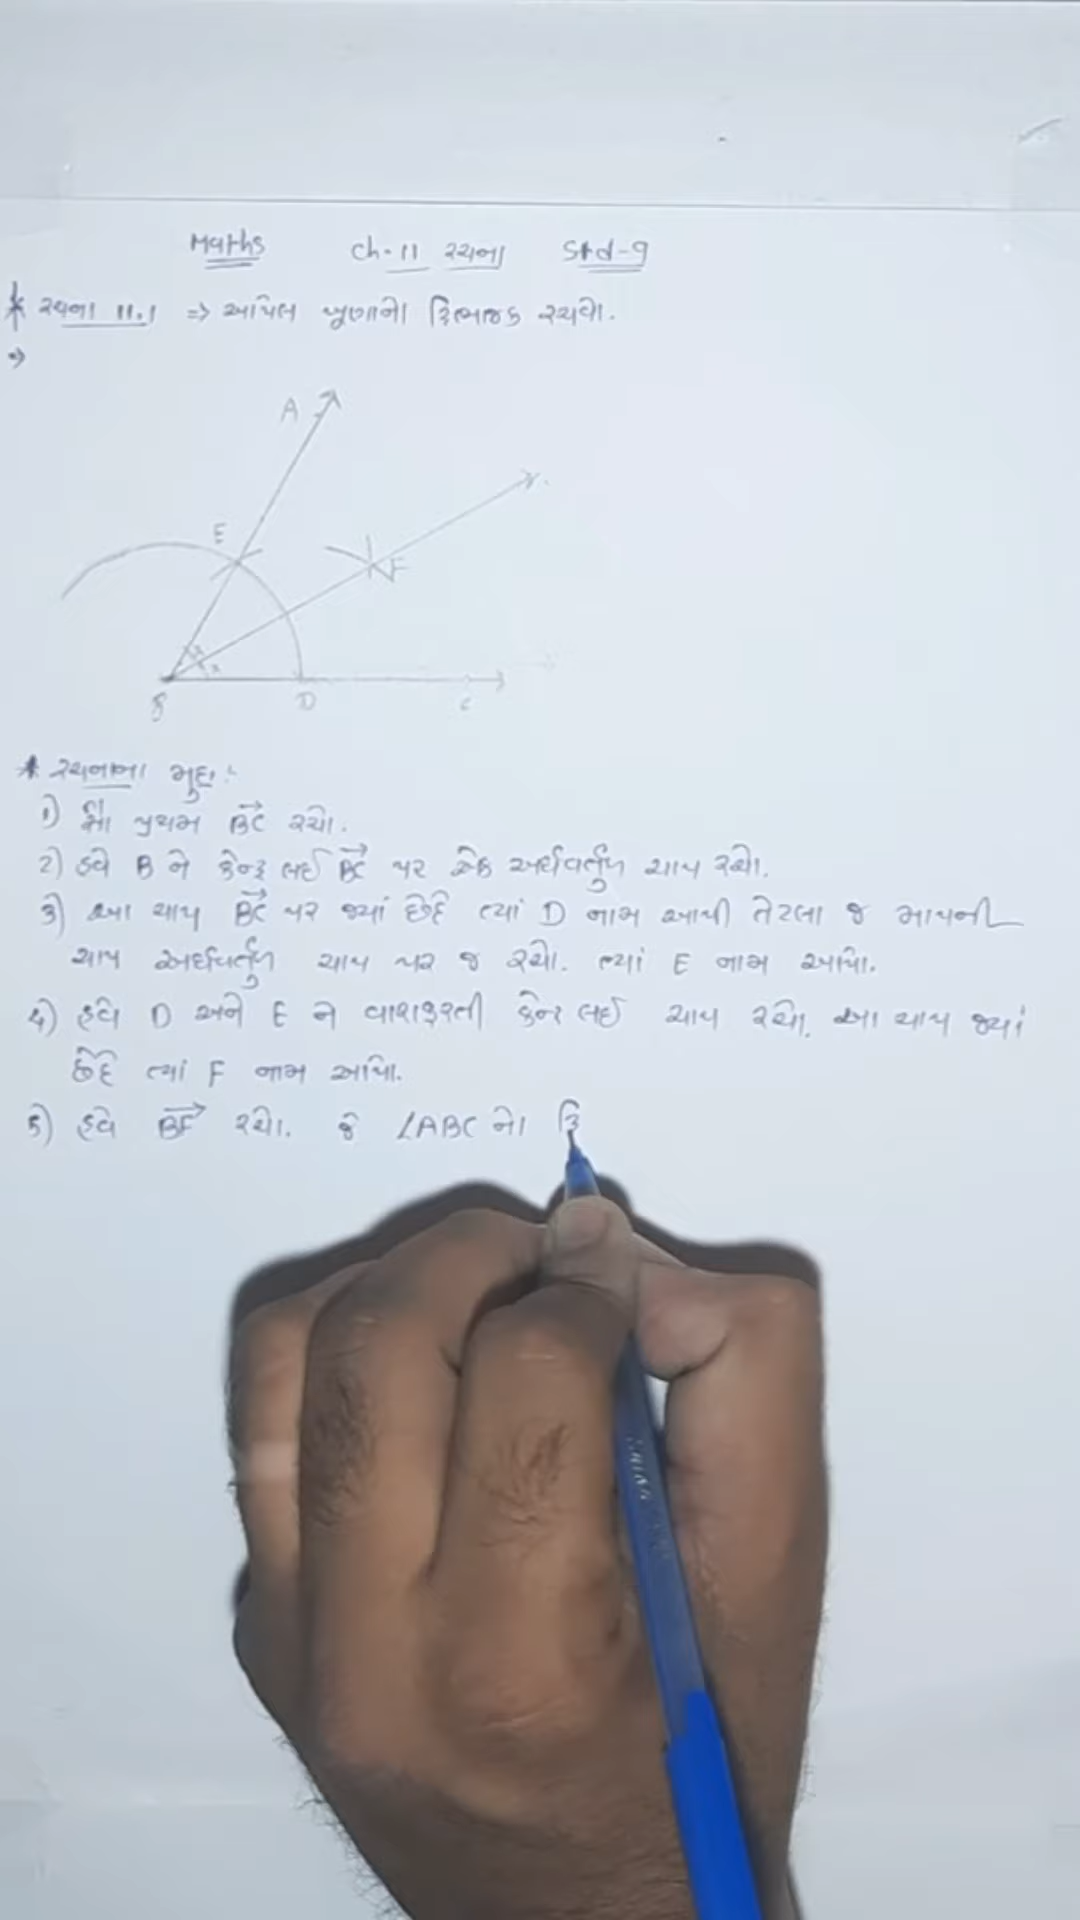 Maths Ch-11 રચના Std-9
* રચના 11.1 => આપેલ ખૂણાનો દ્વિભાજક રચવો.
=>
A
E
F
x
x
B D C
* રચનાના મુદ્દા :-
1) સૌ પ્રથમ BC→ રચો.
2) હવે B ને કેન્દ્ર લઈ BC→ પર એક અર્ધવર્તુળ ચાપ રચો.
3) આ ચાપ BC→ પર જ્યાં છેદે ત્યાં D નામ આપી તેટલા જ માપની
ચાપ અર્ધવર્તુળ ચાપ પર જ રચો. ત્યાં E નામ આપો.
4) હવે D અને E ને વારાફરતી કેન્દ્ર લઈ ચાપ રચો. આ ચાપ જ્યાં
છેદે ત્યાં F નામ આપો.
5) હવે BF→ રચો. જે ∠ABC નો દ્વિ